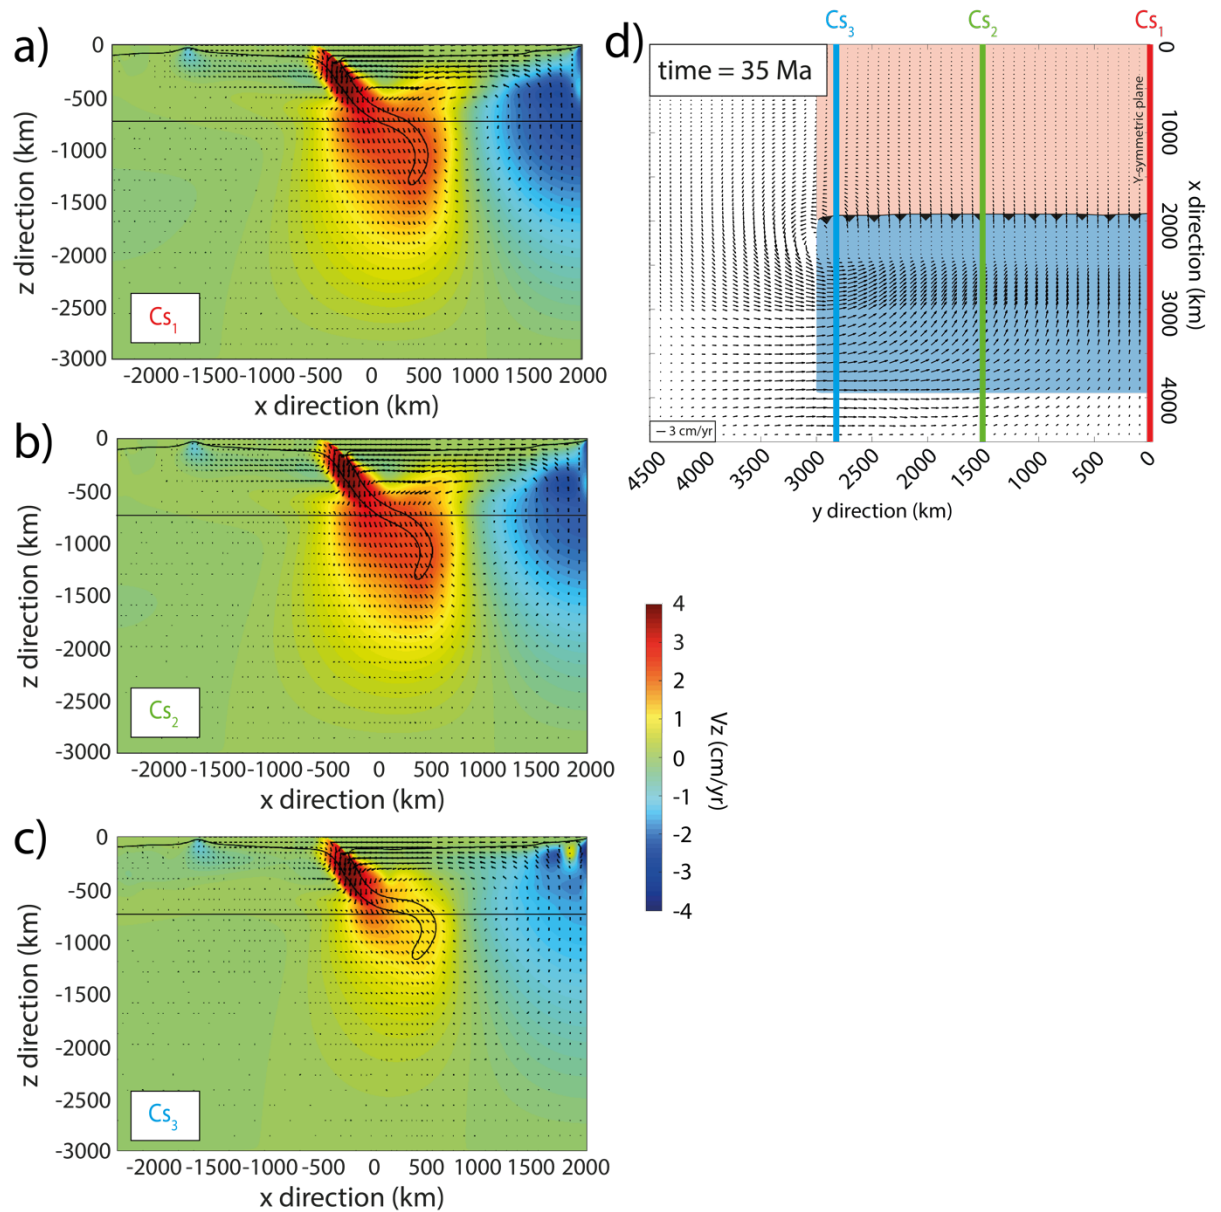 a)
0
-500
-1000
-1500
-2000
-2500
-3000
z direction (km)
Cs1
-2000 -1500 -1000 -500 0 500 1000 1500 2000
x direction (km)
b)
0
-500
-1000
-1500
-2000
-2500
-3000
z direction (km)
Cs2
-2000 -1500 -1000 -500 0 500 1000 1500 2000
x direction (km)
c)
0
-500
-1000
-1500
-2000
-2500
-3000
z direction (km)
Cs3
-2000 -1500 -1000 -500 0 500 1000 1500 2000
x direction (km)
d)
Cs3 Cs2 Cs1
time = 35 Ma
Y-symmetric plane
0
1000
2000
3000
4000
x direction (km)
3 cm/yr
4500 4000 3500 3000 2500 2000 1500 1000 500 0
y direction (km)
4
3
2
1
0
-1
-2
-3
-4
Vz (cm/yr)